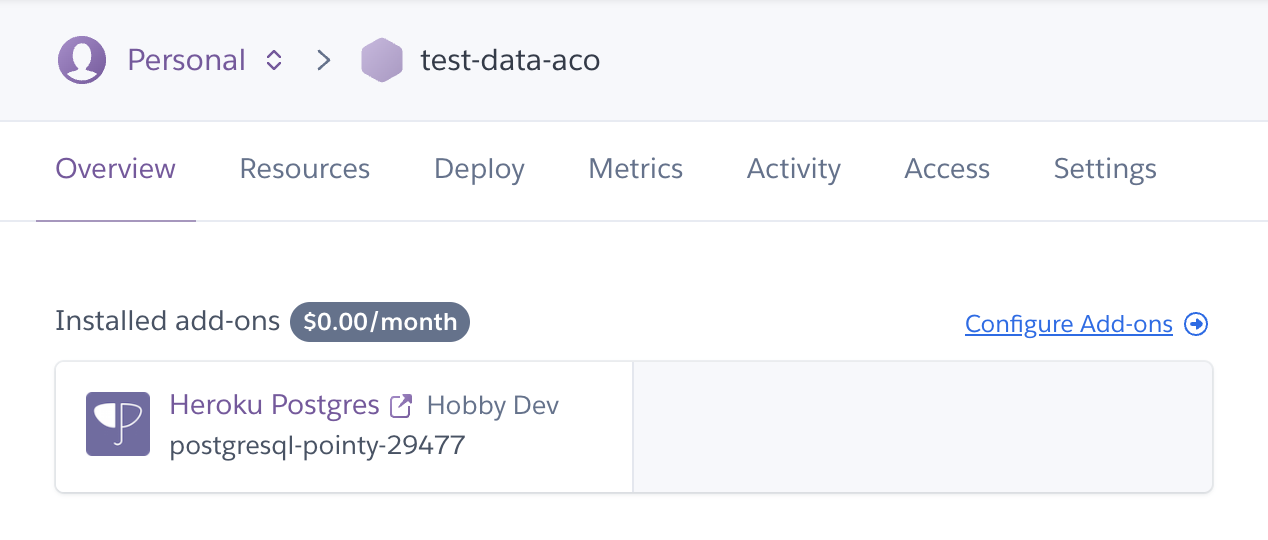 Personal test-data-aco
Overview Resources Deploy Metrics Activity Access Settings
Installed add-ons $0.00/month Configure Add-ons
Heroku Postgres Hobby Dev
postgresql-pointy-29477